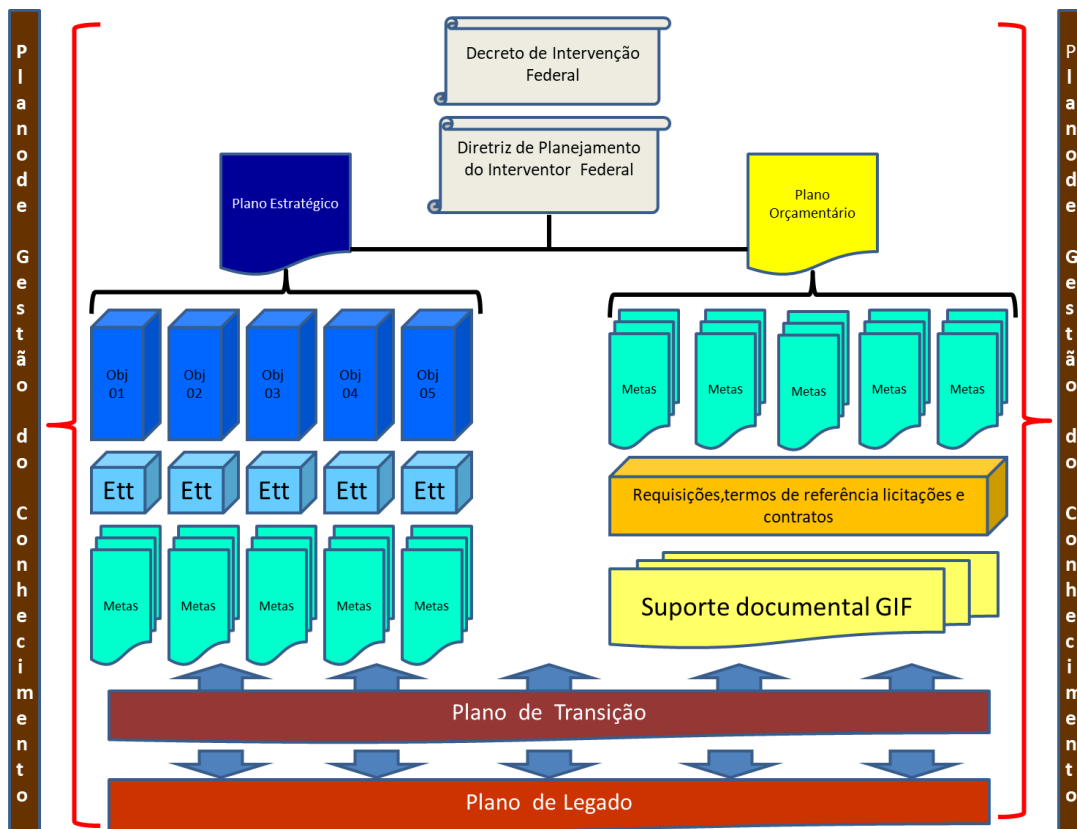 Plano de Gestão do Conhecimento
Decreto de Intervenção
Federal
Diretriz de Planejamento
do Interventor Federal
Plano Estratégico
Plano
Orçamentário
Obj
01
Obj
02
Obj
03
Obj
04
Obj
05
Ett
Ett
Ett
Ett
Ett
Metas
Metas
Metas
Metas
Metas
Metas
Metas
Metas
Metas
Metas
Requisições,termos de referência licitações e
contratos
Suporte documental GIF
Plano de Transição
Plano de Legado
Plano de Gestão do Conhecimento